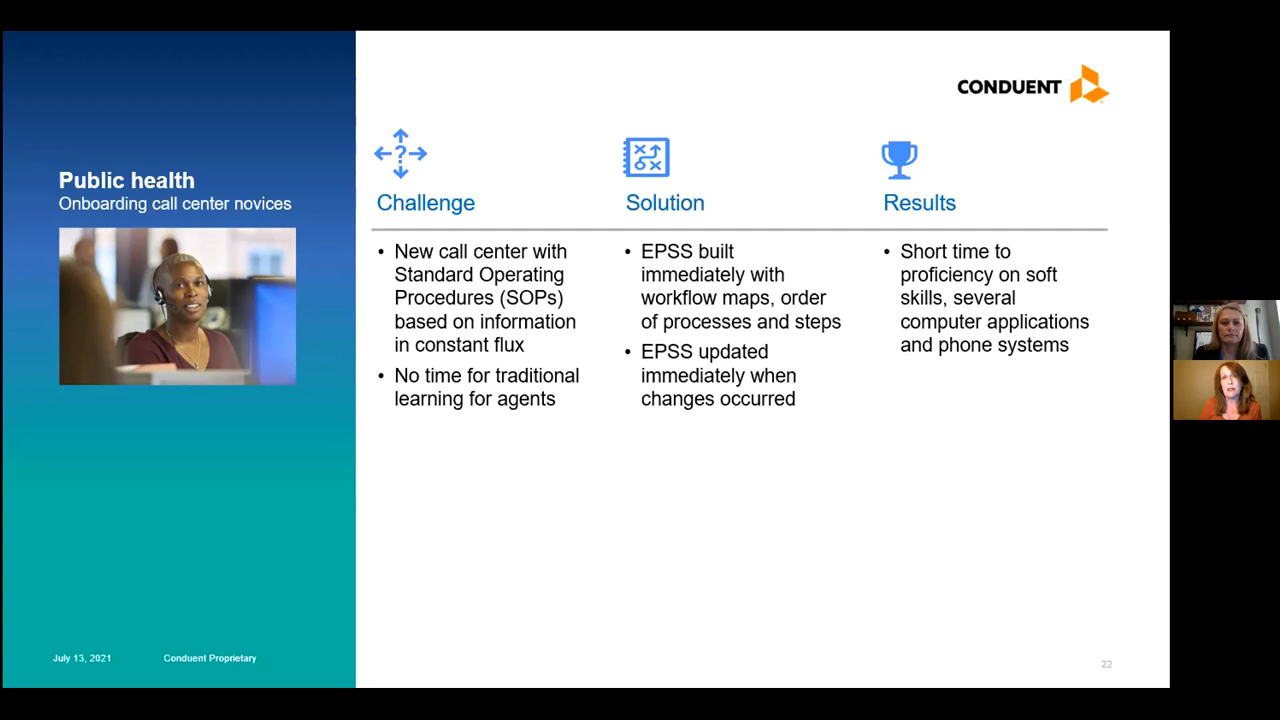 CONDUENT
Public health
Onboarding call center novices
Challenge
New call center with
Standard Operating
Procedures (SOPs)
based on information
in constant flux
No time for traditional
learning for agents
Solution
EPSS built
immediately with
workflow maps, order
of processes and steps
EPSS updated
immediately when
changes occurred
Results
Short time to
proficiency on soft
skills, several
computer applications
and phone systems
July 13, 2021
Conduent Proprietary
22